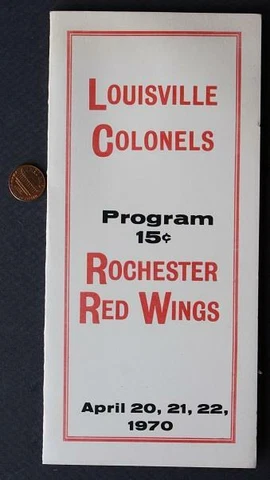 LOUISVILLE
COLONELS
Program
15¢
ROCHESTER
RED WINGS
April 20, 21, 22,
1970